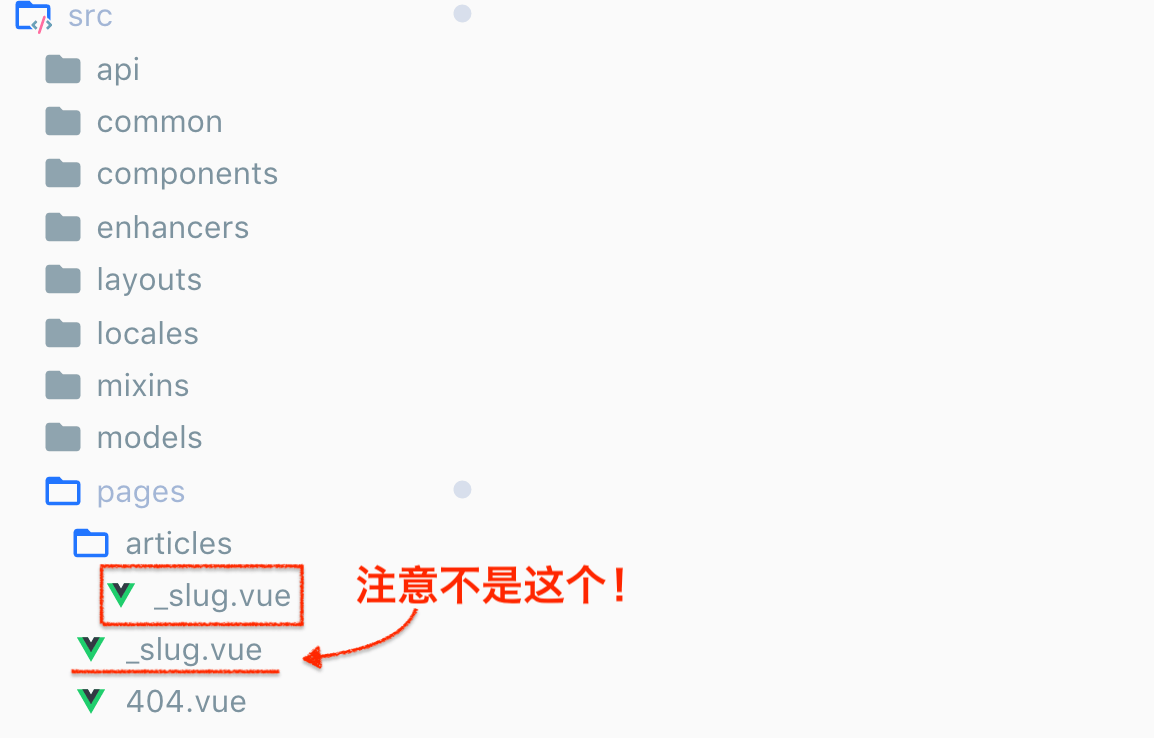 src
api
common
components
enhancers
layouts
locales
mixins
models
pages
articles
_slug.vue
注意不是这个！
_slug.vue
404.vue